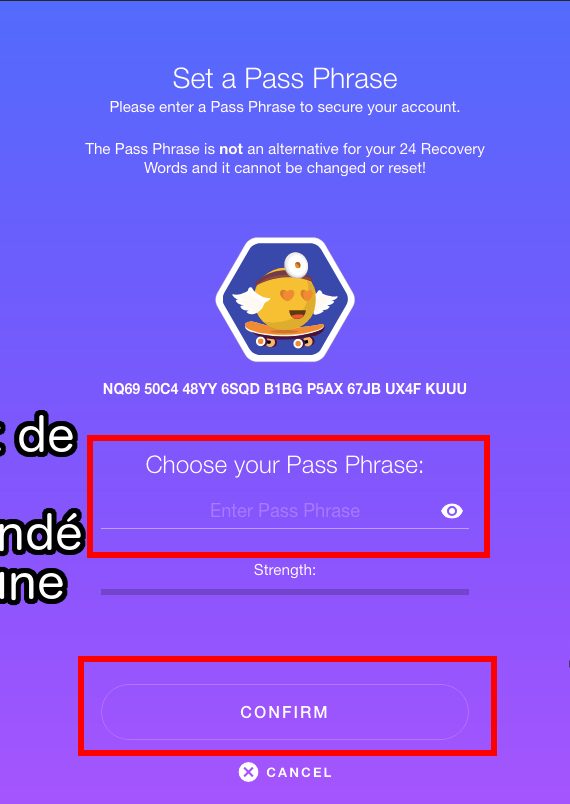 Set a Pass Phrase
Please enter a Pass Phrase to secure your account.
The Pass Phrase is not an alternative for your 24 Recovery
Words and it cannot be changed or reset!
NQ69 50C4 48YY 6SQD B1BG P5AX 67JB UX4F KUUU
de
Choose your Pass Phrase:
Enter Pass Phrase
ndé
une
Strength:
CONFIRM
CANCEL